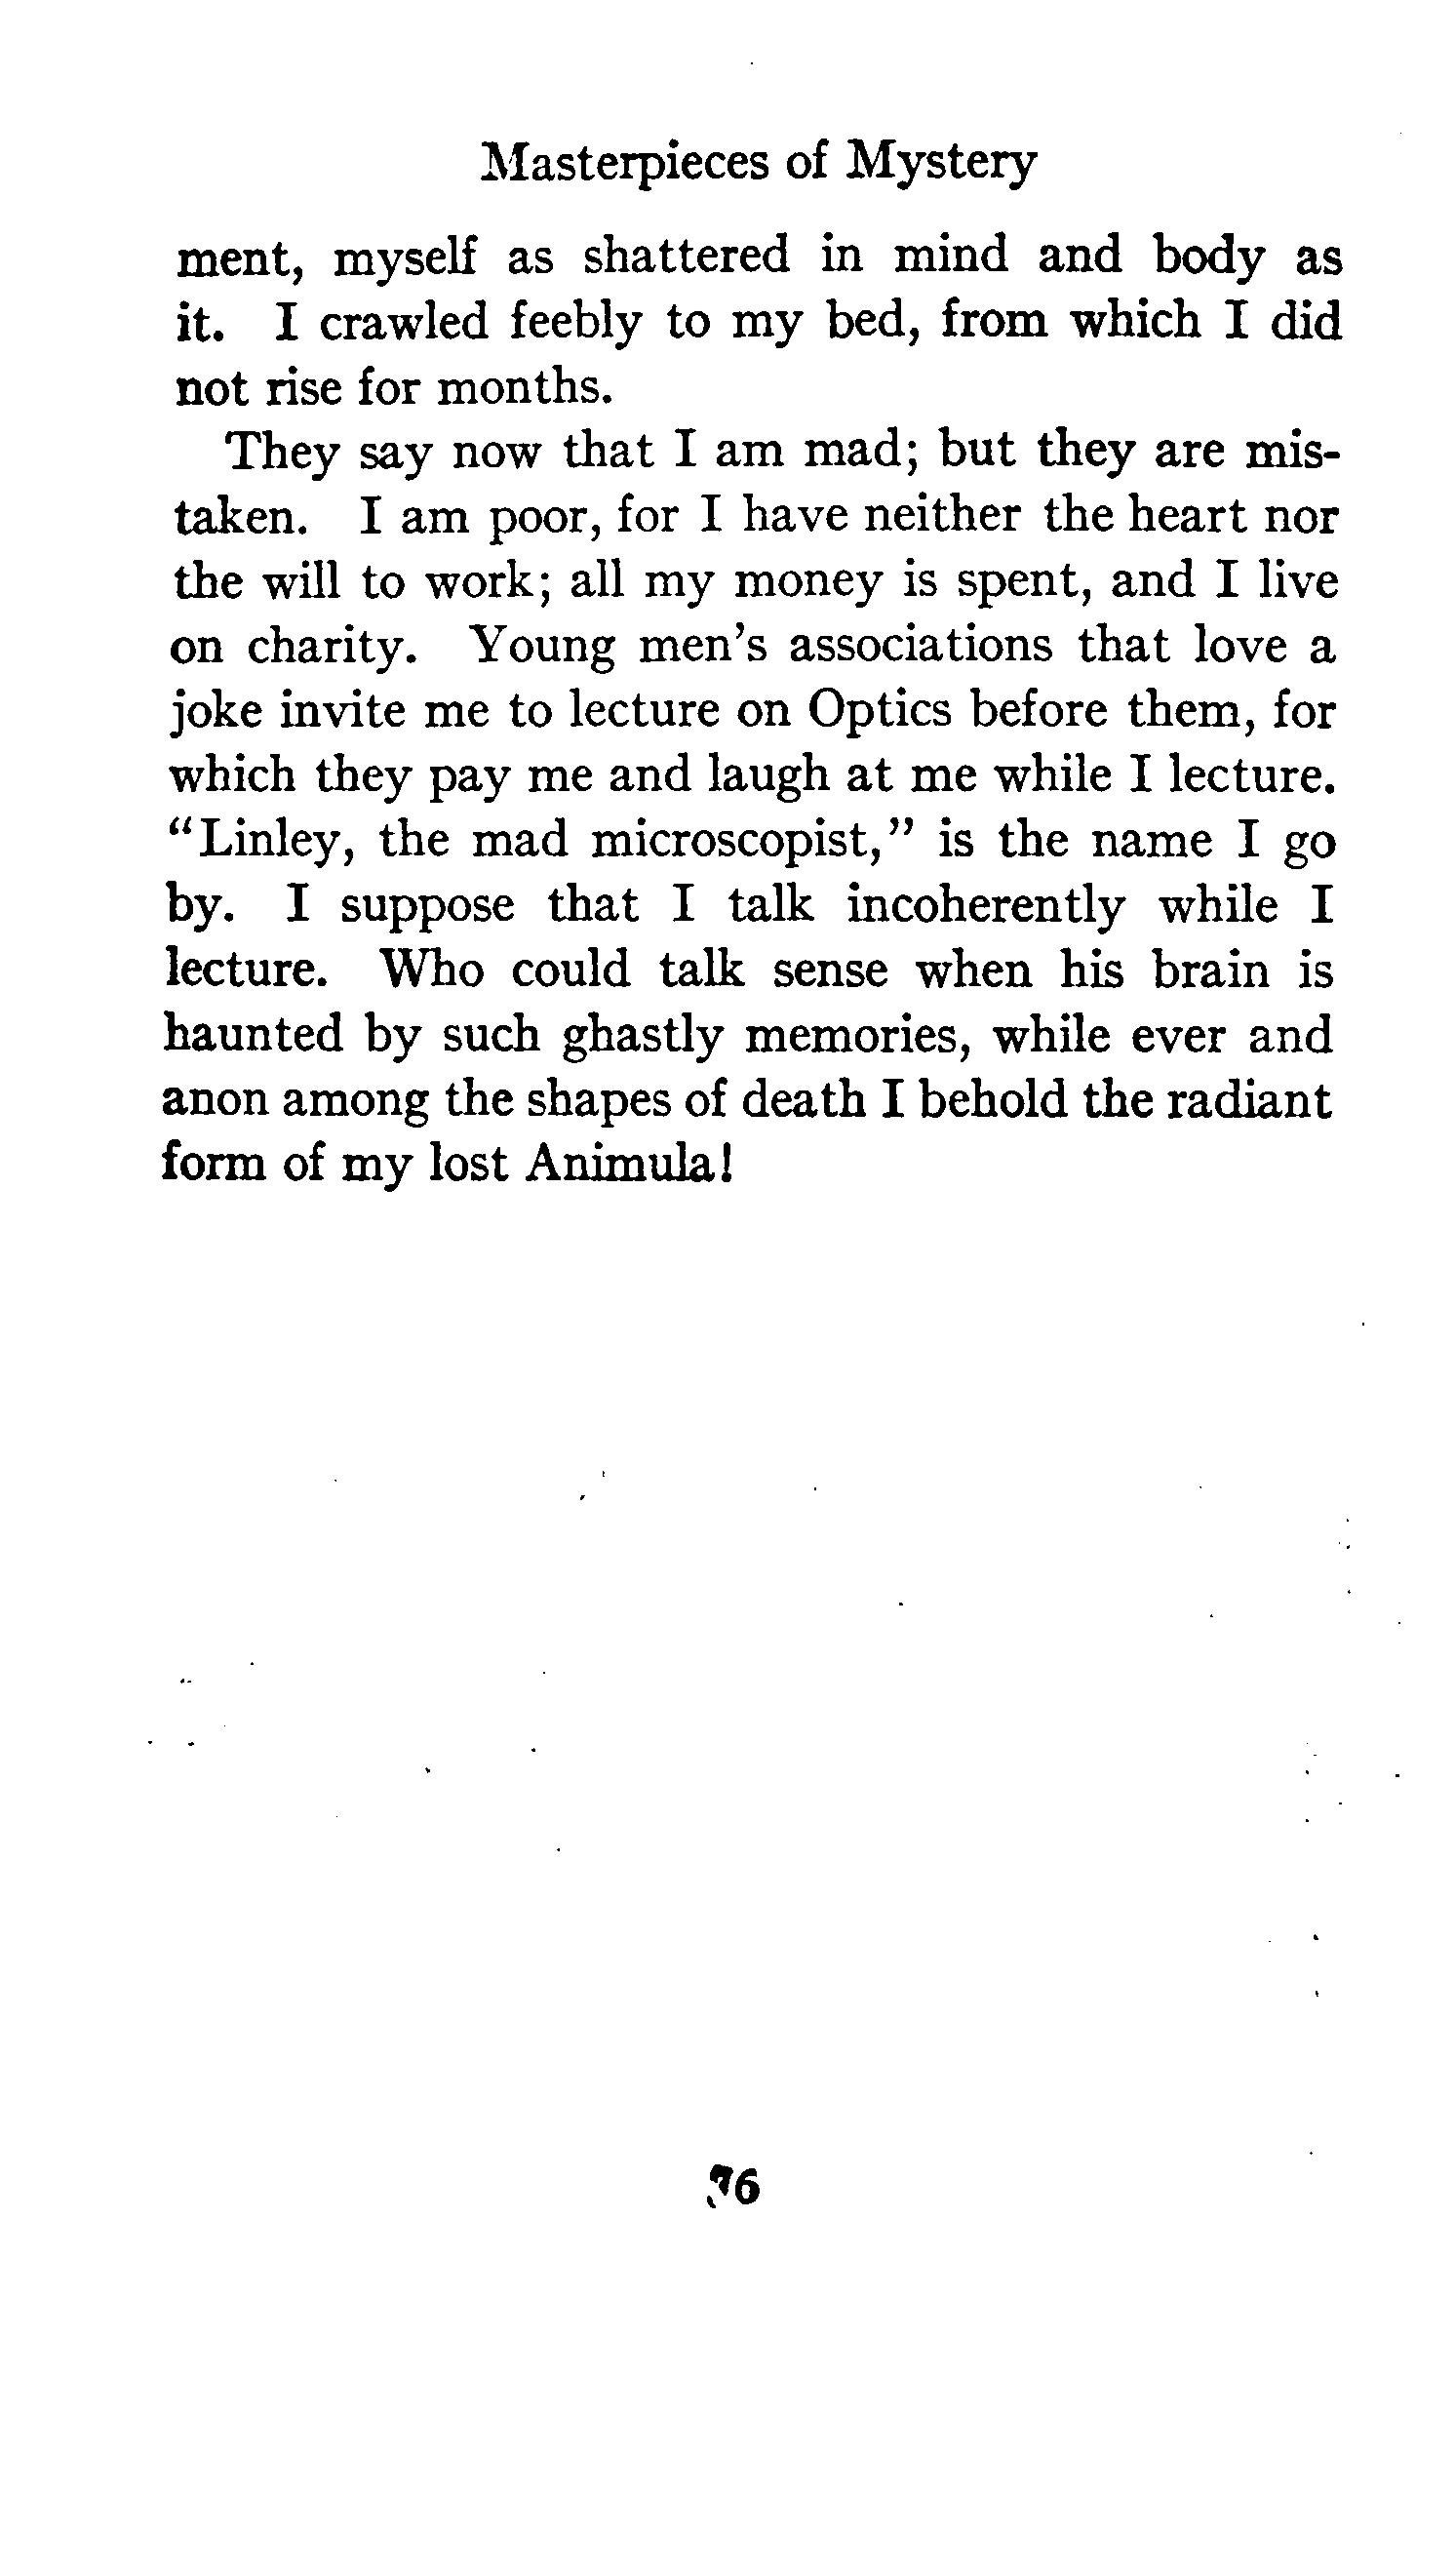 Masterpieces of Mystery
ment, myself as shattered in mind and body as
it. I crawled feebly to my bed, from which I did
not rise for months.
They say now that I am mad; but they are mis-
taken. I am poor, for I have neither the heart nor
the will to work; all my money is spent, and I live
on charity. Young men's associations that love a
joke invite me to lecture on Optics before them, for
which they pay me and laugh at me while I lecture.
"Linley, the mad microscopist," is the name I go
by. I suppose that I talk incoherently while I
lecture. Who could talk sense when his brain is
haunted by such ghastly memories, while ever and
anon among the shapes of death I behold the radiant
form of my lost Animula!
76